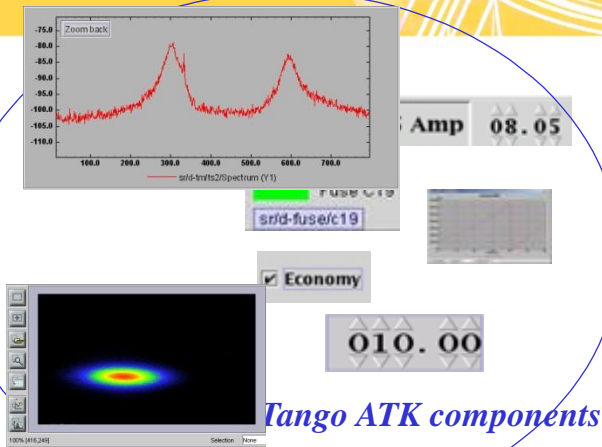 Zoom back
-75.0
-80.0
-85.0
-90.0
-95.0
-100.0
-105.0
-110.0
100.0 200.0 300.0 400.0 500.0 600.0 700.0
sr/d-tm/ts2/Spectrum (Y1)
Amp 08.05
Fuse C19
sr/d-fuse/c19
Economy
010.00
Tango ATK components
100% [416,249] Selection None